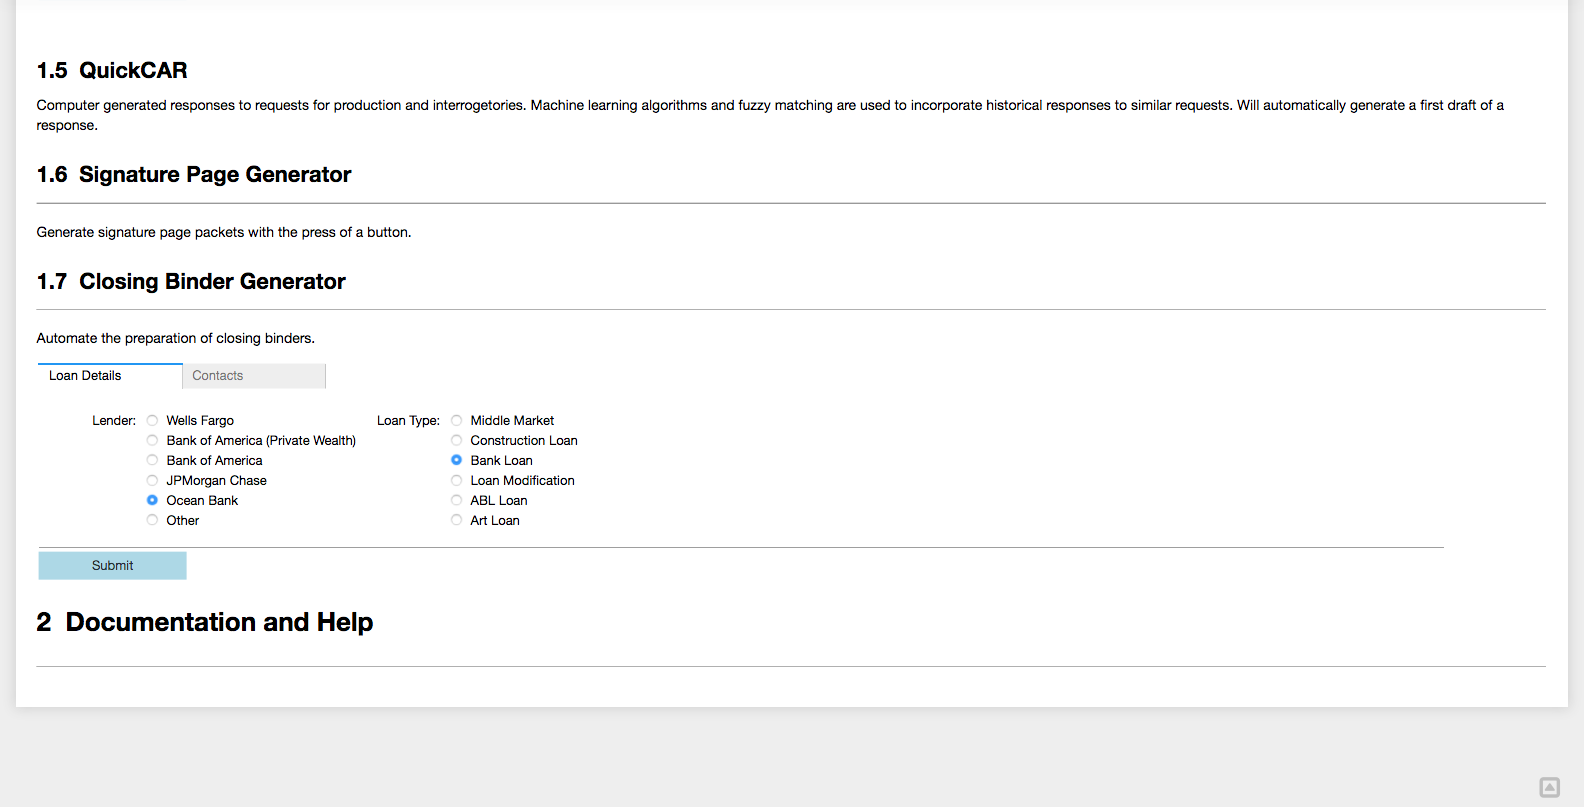 1.5 QuickCAR
Computer generated responses to requests for production and interrogetories. Machine learning algorithms and fuzzy matching are used to incorporate historical responses to similar requests. Will automatically generate a first draft of a
response.
1.6 Signature Page Generator
Generate signature page packets with the press of a button.
1.7 Closing Binder Generator
Automate the preparation of closing binders.
Loan Details Contacts
Lender: Wells Fargo Loan Type: Middle Market
Bank of America (Private Wealth) Construction Loan
Bank of America Bank Loan
JPMorgan Chase Loan Modification
Ocean Bank ABL Loan
Other Art Loan
Submit
2 Documentation and Help